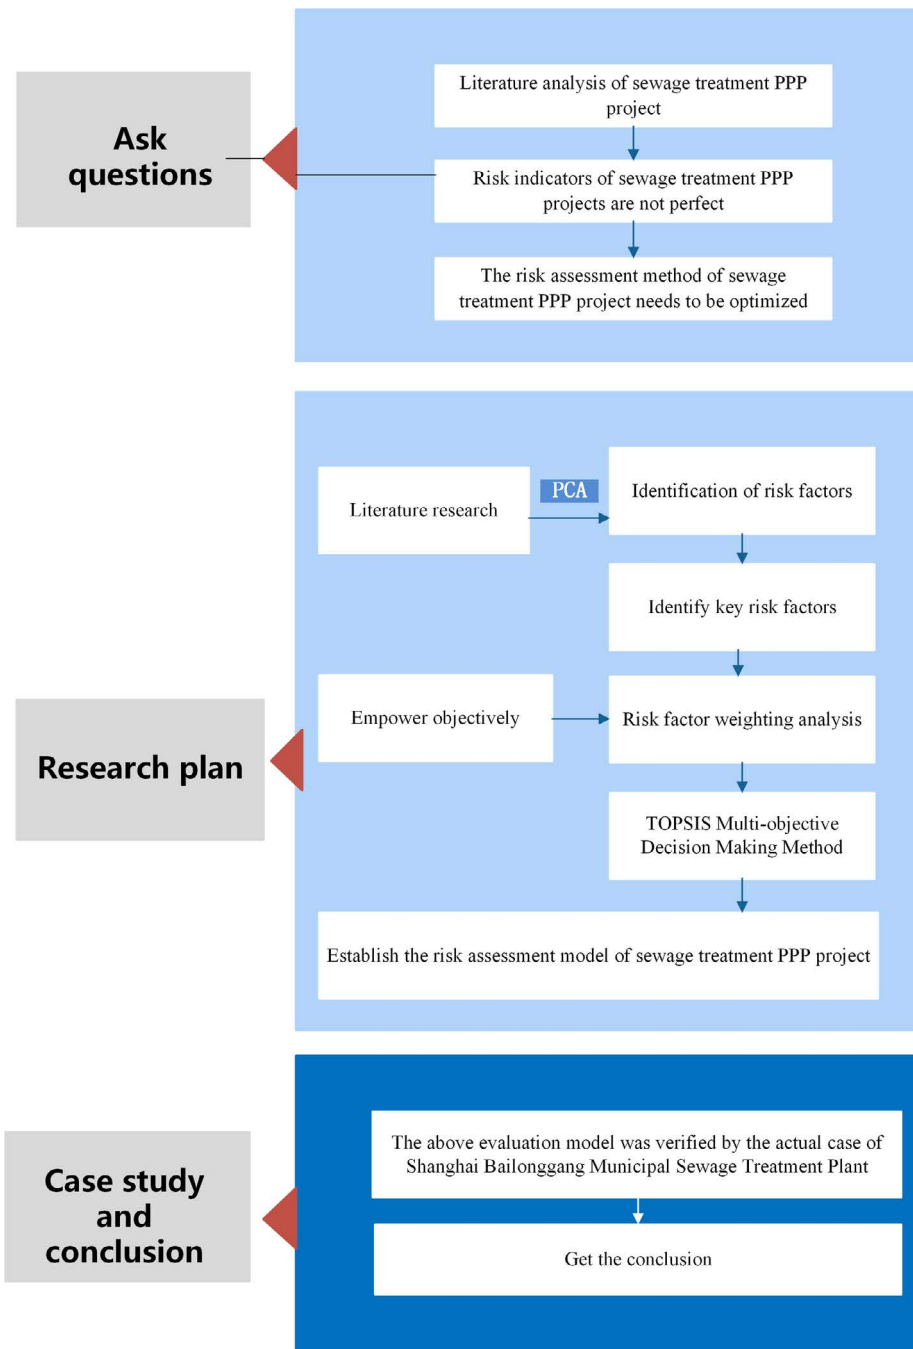 Ask
questions
Literature analysis of sewage treatment PPP
project
Risk indicators of sewage treatment PPP
projects are not perfect
The risk assessment method of sewage
treatment PPP project needs to be optimized
Research plan
Literature research
PCA
Identification of risk factors
Identify key risk factors
Empower objectively
Risk factor weighting analysis
TOPSIS Multi-objective
Decision Making Method
Establish the risk assessment model of sewage treatment PPP project
Case study
and
conclusion
The above evaluation model was verified by the actual case of
Shanghai Bailonggang Municipal Sewage Treatment Plant
Get the conclusion